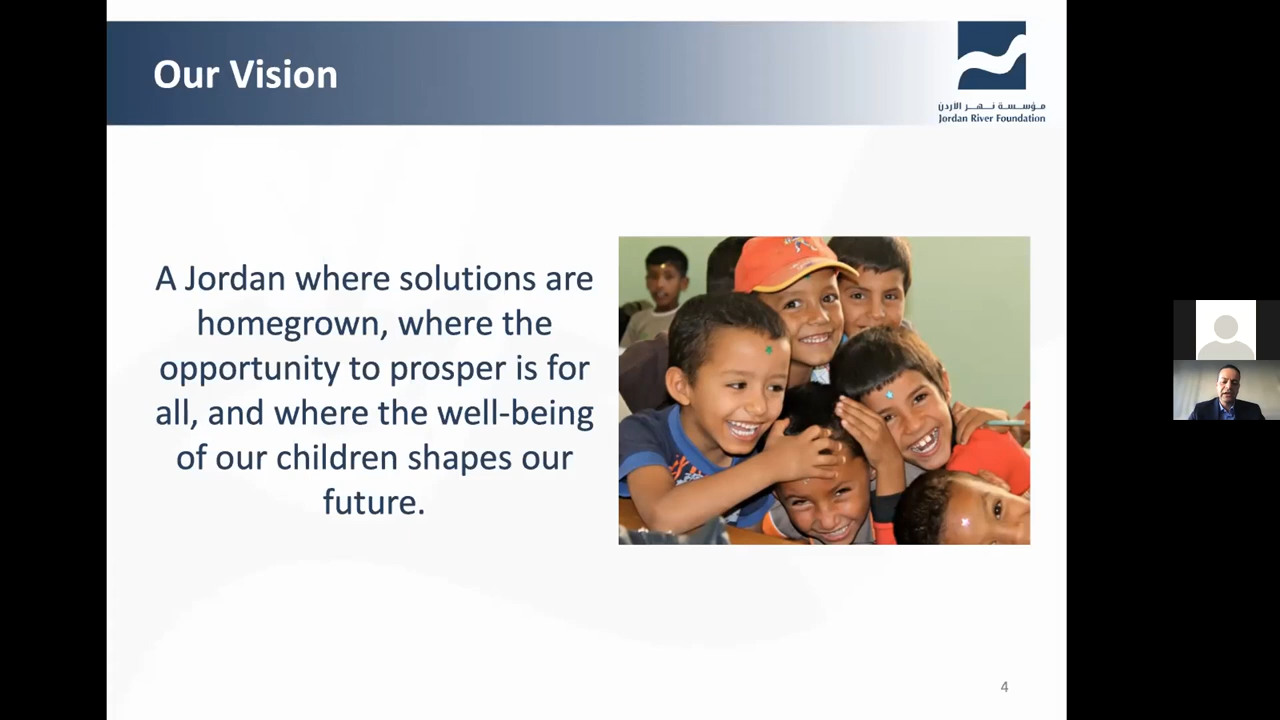 Our Vision
مؤسسة نهر الأردن
Jordan River Foundation
A Jordan where solutions are
homegrown, where the
opportunity to prosper is for
all, and where the well-being
of our children shapes our
future.
4